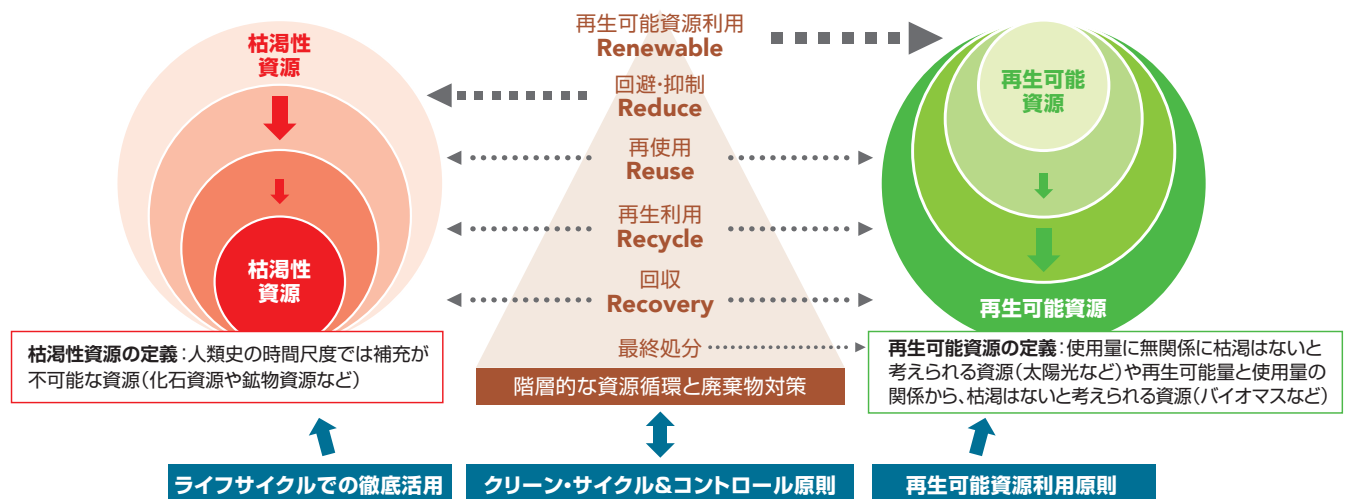 枯渇性
資源
枯渇性
資源
枯渇性資源の定義：人類史の時間尺度では補充が
不可能な資源（化石資源や鉱物資源など）
ライフサイクルでの徹底活用
再生可能資源利用
Renewable
回避・抑制
Reduce
再使用
Reuse
再生利用
Recycle
回収
Recovery
最終処分
階層的な資源循環と廃棄物対策
クリーン・サイクル&コントロール原則
再生可能
資源
再生可能資源
再生可能資源の定義：使用量に無関係に枯渇はないと
考えられる資源（太陽光など）や再生可能量と使用量の
関係から、枯渇はないと考えられる資源（バイオマスなど）
再生可能資源利用原則